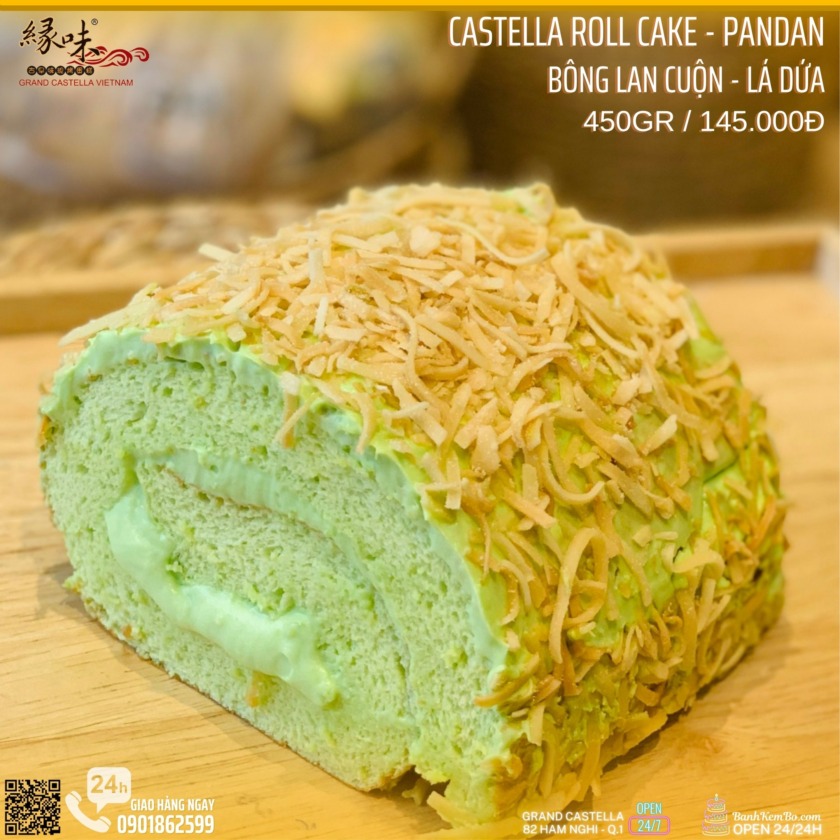 緣味®
GRAND CASTELLA VIETNAM
CASTELLA ROLL CAKE - PANDAN
BÔNG LAN CUỘN - LÁ DỨA
450GR / 145.000Đ
24h
GIAO HÀNG NGAY
0901862599
GRAND CASTELLA
82 HAM NGHI - Q.1
OPEN
24/7
BanhKemBo.com
OPEN 24/24H